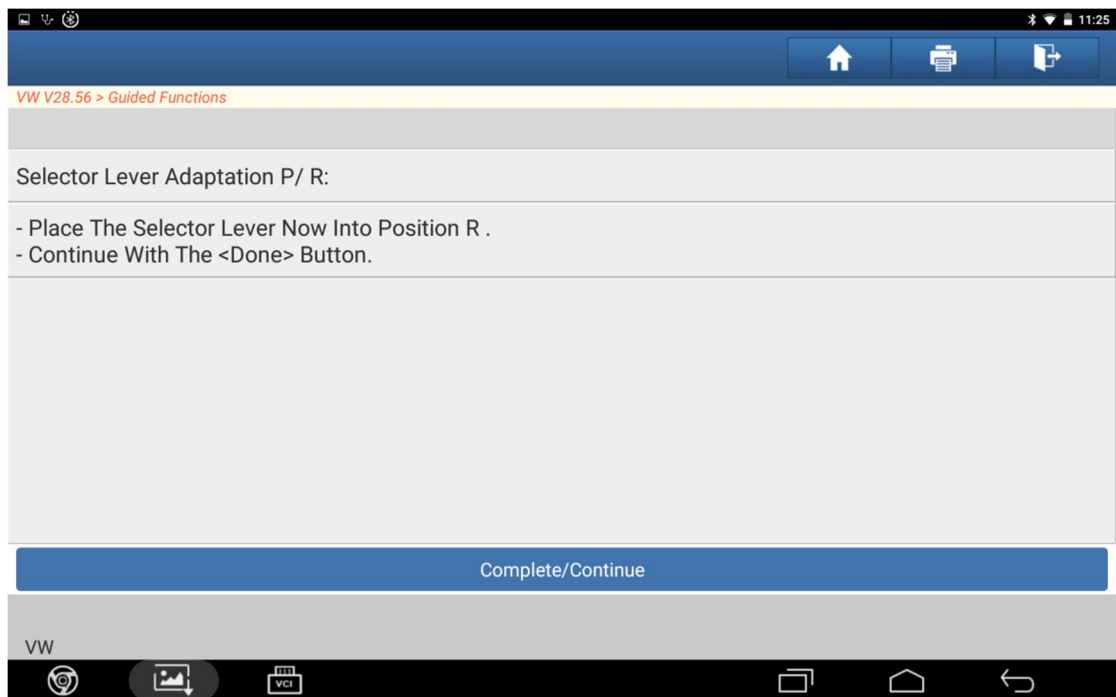 11:25
VW V28.56 > Guided Functions
Selector Lever Adaptation P/ R:
- Place The Selector Lever Now Into Position R .
- Continue With The <Done> Button.
Complete/Continue
VW
VCI